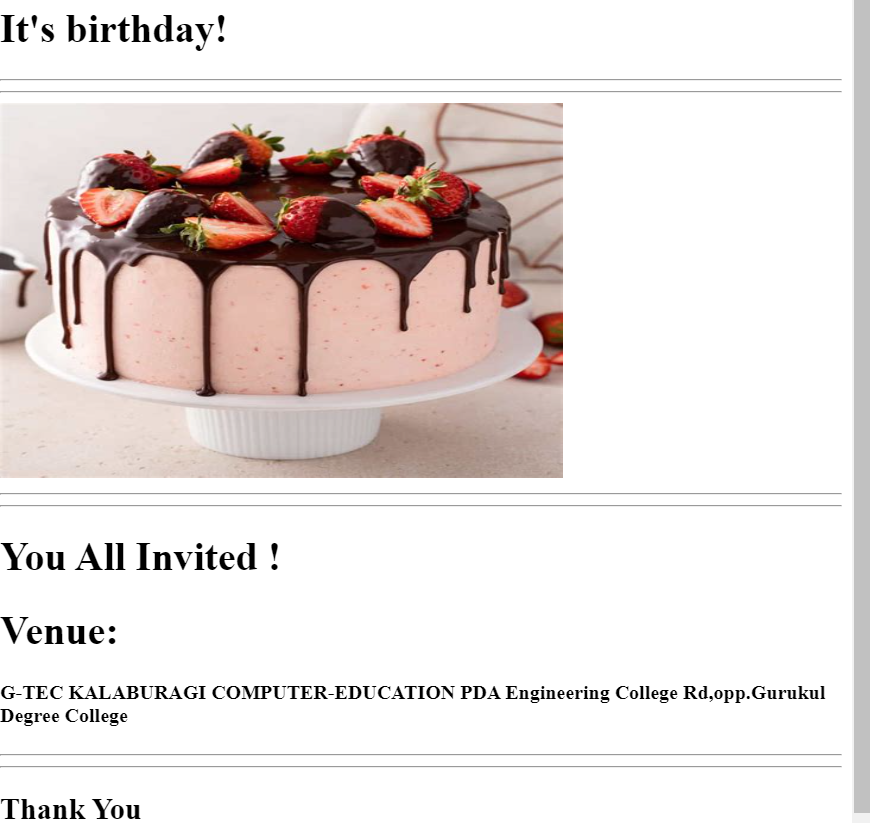 It's birthday!
You All Invited !
Venue:
G-TEC KALABURAGI COMPUTER-EDUCATION PDA Engineering College Rd,opp.Gurukul
Degree College
Thank You